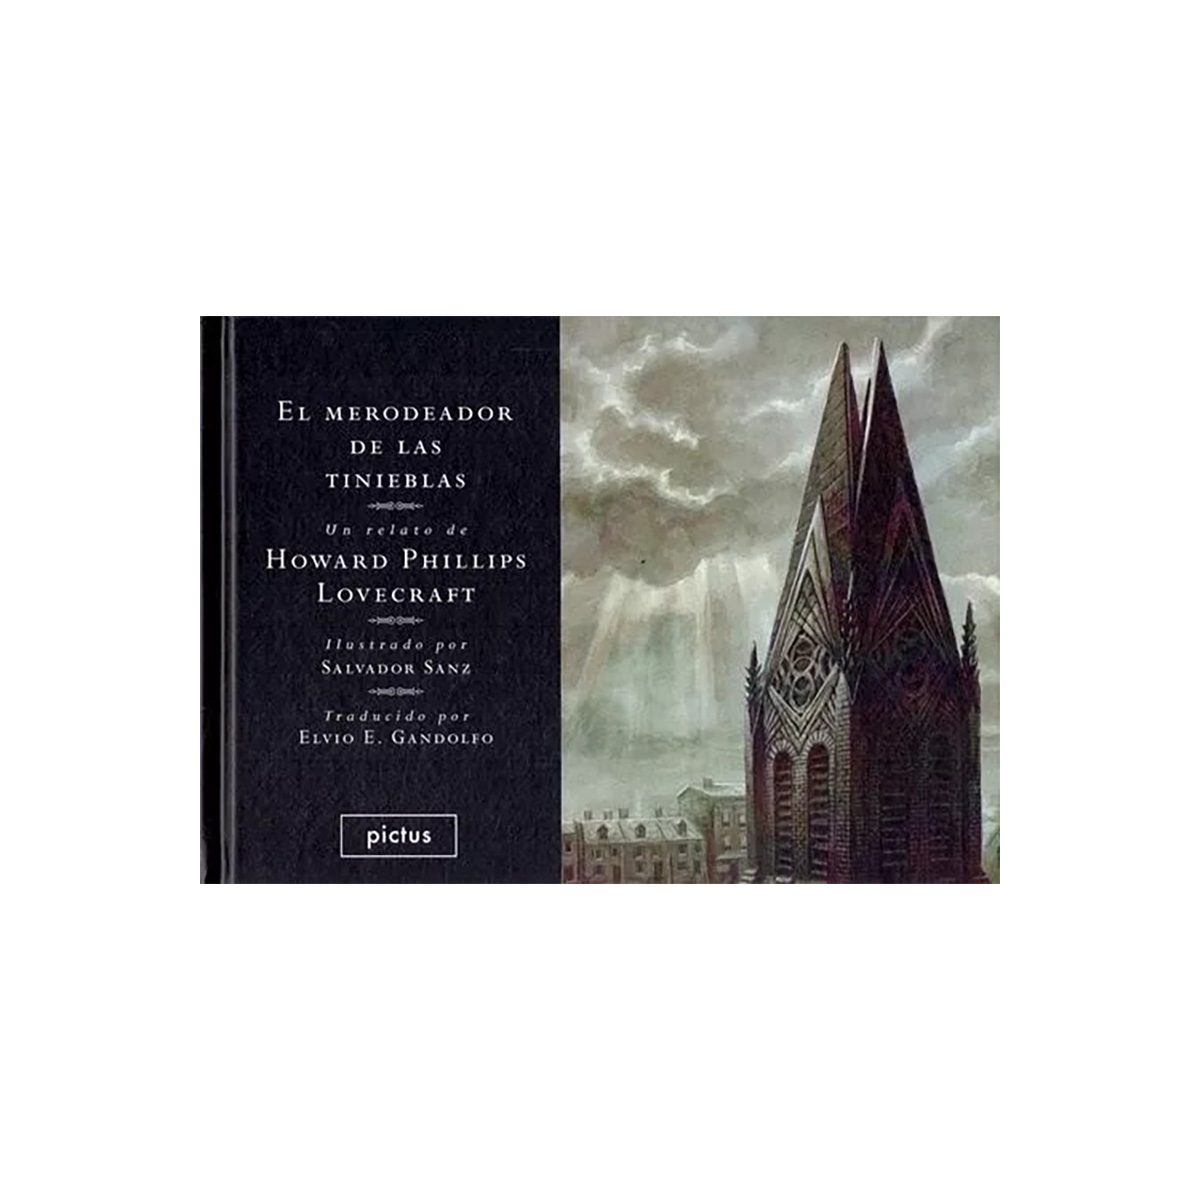 El merodeador
de las
tinieblas
Un relato de
Howard Phillips
Lovecraft
Ilustrado por
Salvador Sanz
Traducido por
Elvio E. Gandolfo
pictus